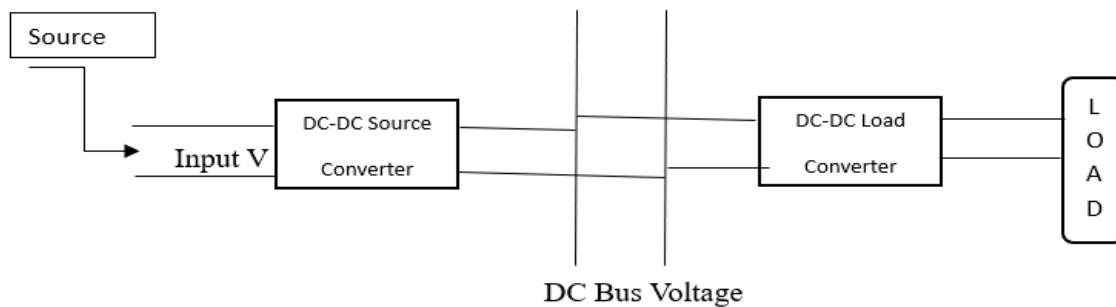 Source
Input V
DC-DC Source
Converter
DC-DC Load
Converter
L
O
A
D
DC Bus Voltage